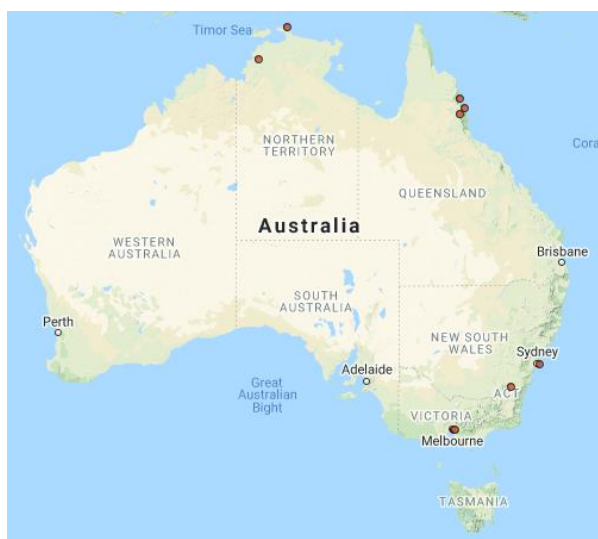 Timor Sea
NORTHERN
TERRITORY
Cora
QUEENSLAND
Australia
WESTERN
AUSTRALIA
Brisbane
SOUTH
AUSTRALIA
Perth
NEW SOUTH
WALES
Sydney
Adelaide
Great
Australian
Bight
ACT
VICTORIA
Melbourne
TASMANIA